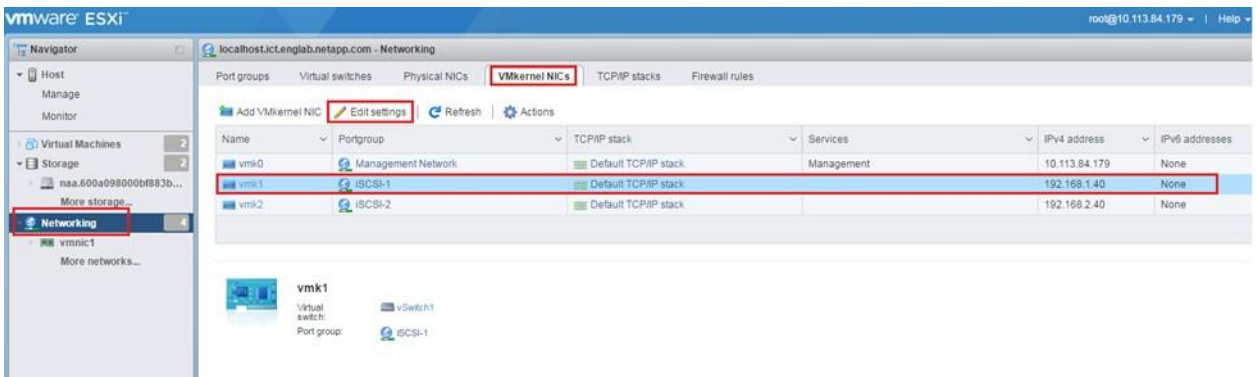 vmware ESXi™
root@10.113.84.179 | Help
Navigator
localhost.ict.englab.netapp.com - Networking
Host
Manage
Monitor
Virtual Machines 2
Storage 2
naa.600a098000bf883b...
More storage...
Networking 4
vmnic1
More networks...
Port groups Virtual switches Physical NICs VMkernel NICs TCP/IP stacks Firewall rules
Add VMkernel NIC Edit settings | Refresh | Actions
Name Portgroup TCP/IP stack Services IPv4 address IPv6 addresses
vmk0 Management Network Default TCP/IP stack Management 10.113.84.179 None
vmk1 iSCSI-1 Default TCP/IP stack 192.168.1.40 None
vmk2 iSCSI-2 Default TCP/IP stack 192.168.2.40 None
vmk1
Virtual switch: vSwitch1
Port group: iSCSI-1